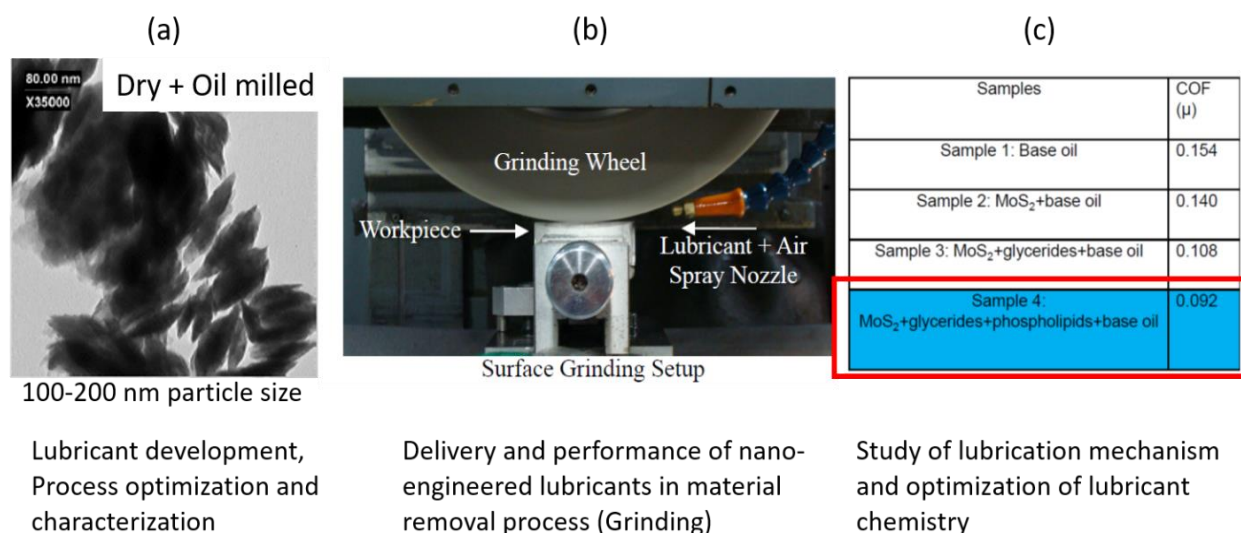 (a)
80.00 nm
X35000
Dry + Oil milled
100-200 nm particle size
Lubricant development,
Process optimization and
characterization
(b)
Grinding Wheel
Workpiece
Lubricant + Air
Spray Nozzle
Surface Grinding Setup
Delivery and performance of nano-
engineered lubricants in material
removal process (Grinding)
(c)
Samples COF
(μ)
Sample 1: Base oil 0.154
Sample 2: MoS₂+base oil 0.140
Sample 3: MoS₂+glycerides+base oil 0.108
Sample 4: 0.092
MoS₂+glycerides+phospholipids+base oil
Study of lubrication mechanism
and optimization of lubricant
chemistry